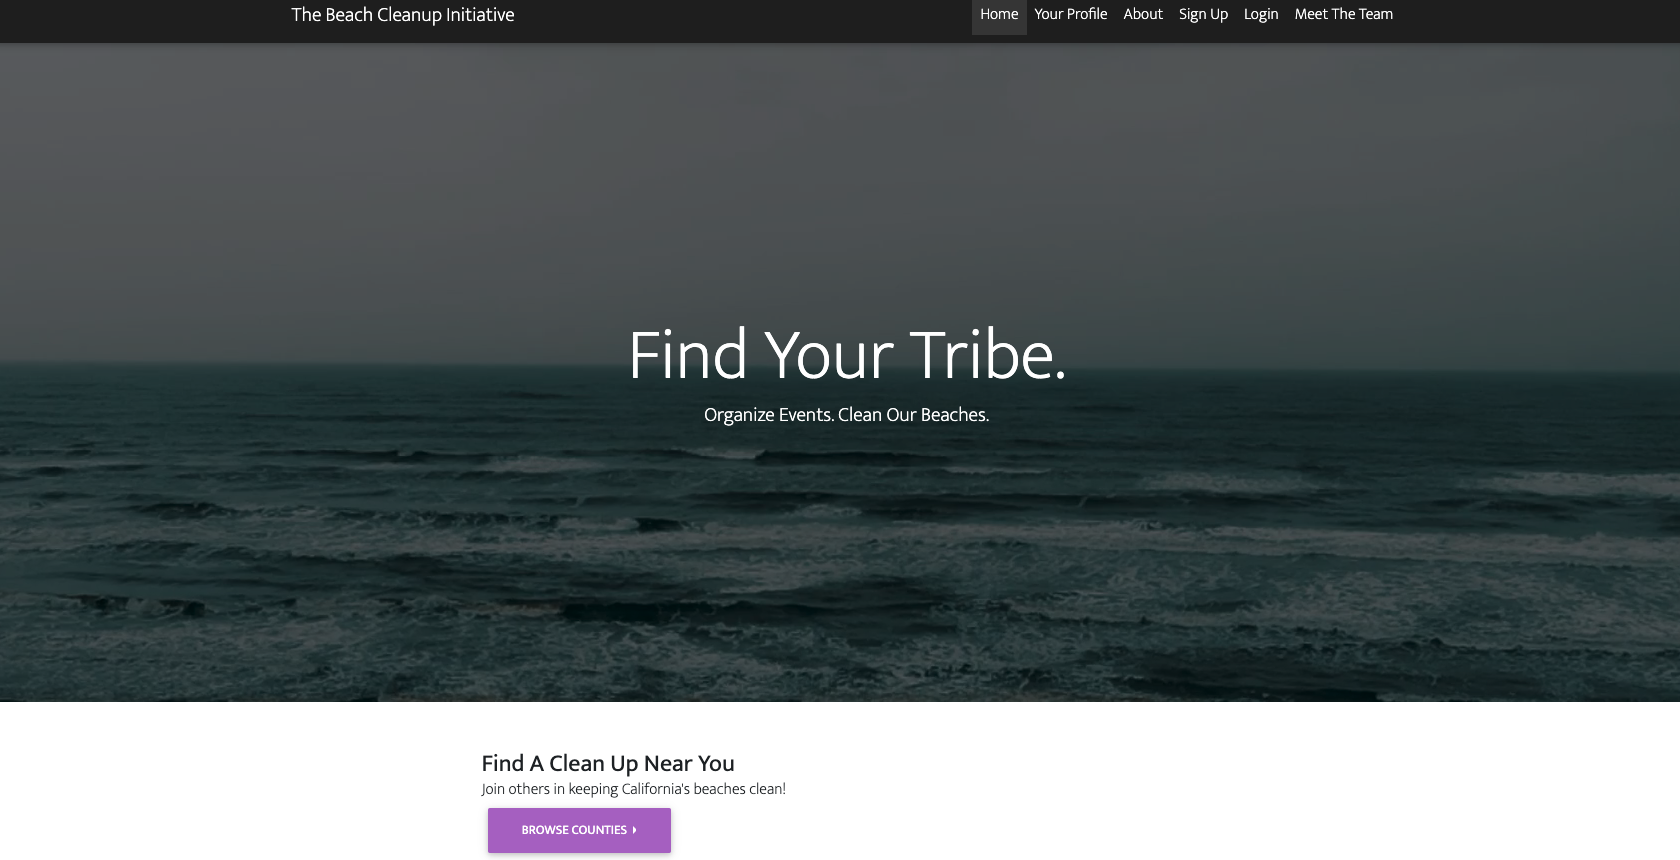 The Beach Cleanup Initiative
Home Your Profile About Sign Up Login Meet The Team
Find Your Tribe.
Organize Events. Clean Our Beaches.
Find A Clean Up Near You
Join others in keeping California's beaches clean!
BROWSE COUNTIES